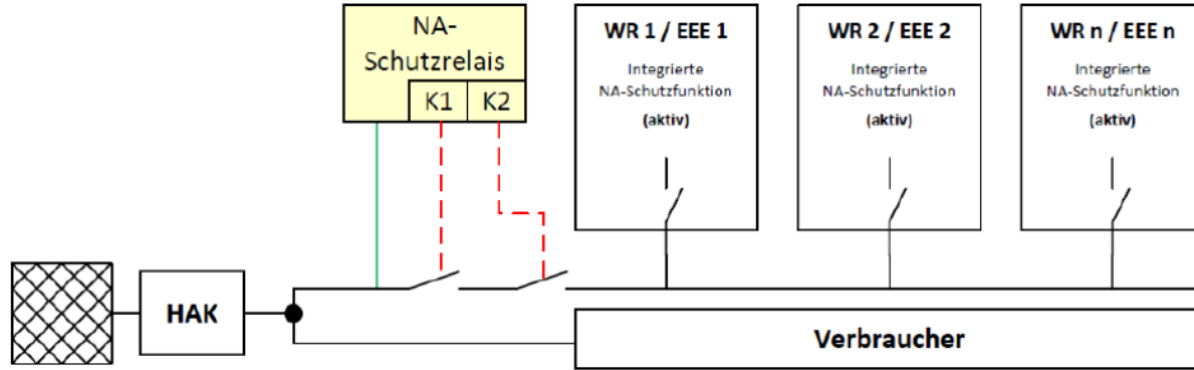 NA-
Schutzrelais
K1
K2
WR 1 / EEE 1
Integrierte
NA-Schutzfunktion
(aktiv)
WR 2 / EEE 2
Integrierte
NA-Schutzfunktion
(aktiv)
WR n / EEE n
Integrierte
NA-Schutzfunktion
(aktiv)
HAK
Verbraucher